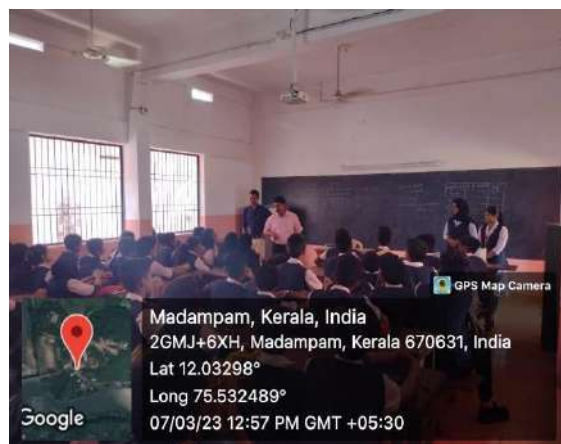 GPS Map Camera
Madampam, Kerala, India
2GMJ+6XH, Madampam, Kerala 670631, India
Lat 12.03298°
Long 75.532489°
07/03/23 12:57 PM GMT +05:30
Google